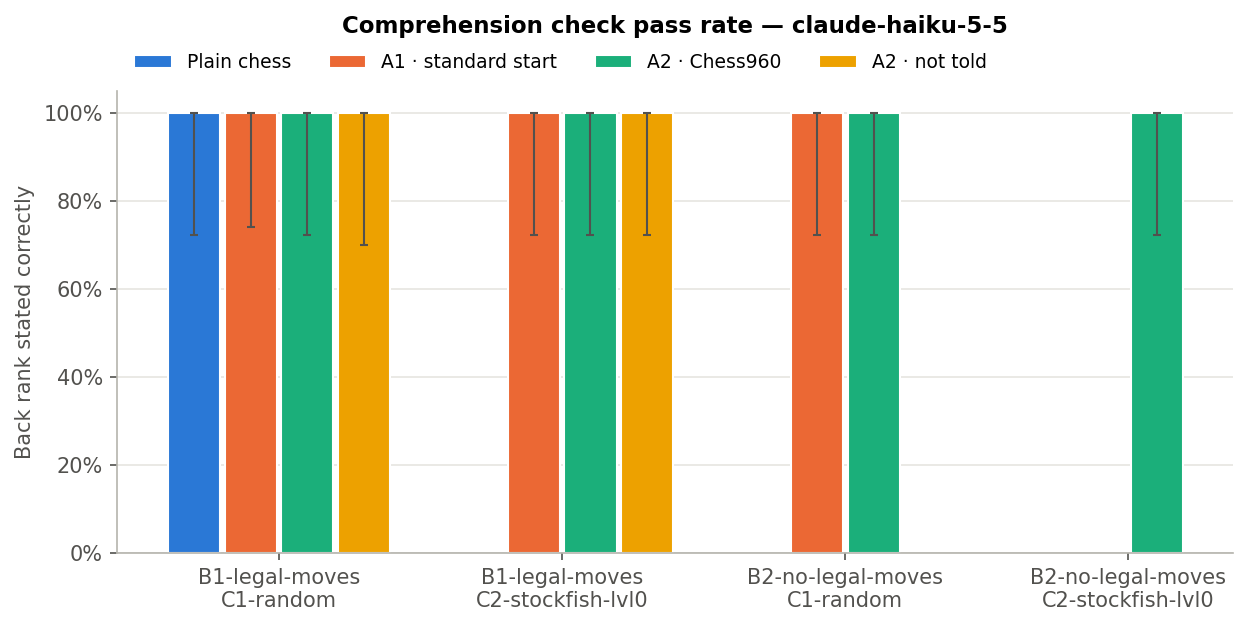 Comprehension check pass rate — claude-haiku-5-5
Plain chess
A1 · standard start
A2 · Chess960
A2 · not told
Back rank stated correctly
100%
80%
60%
40%
20%
0%
B1-legal-moves
C1-random
B1-legal-moves
C2-stockfish-lvl0
B2-no-legal-moves
C1-random
B2-no-legal-moves
C2-stockfish-lvl0